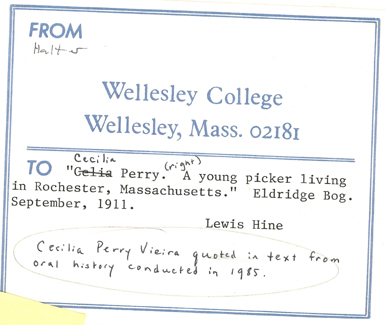 FROM
Halter
Wellesley College
Wellesley, Mass. 02181
Cecilia
TO "Celia Perry. (right) A young picker living
in Rochester, Massachusetts." Eldridge Bog.
September, 1911.
Lewis Hine
Cecilia Perry Vieira quoted in text from
oral history conducted in 1985.